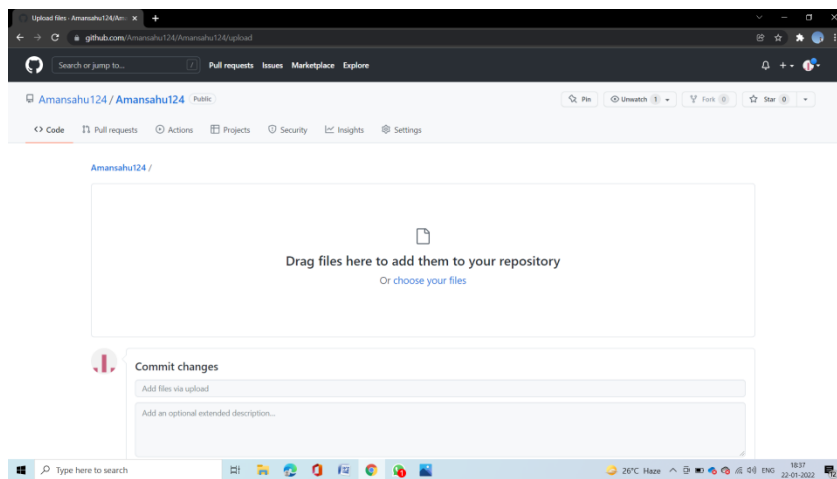 Upload files · Amansahu124/Am
github.com/Amansahu124/Amansahu124/upload
Search or jump to... / Pull requests Issues Marketplace Explore
Amansahu124 / Amansahu124 Public Pin Unwatch 1 Fork 0 Star 0
Code Pull requests Actions Projects Security Insights Settings
Amansahu124 /
Drag files here to add them to your repository
Or choose your files
Commit changes
Add files via upload
Add an optional extended description...
Type here to search 26°C Haze ENG 18:37
22-01-2022